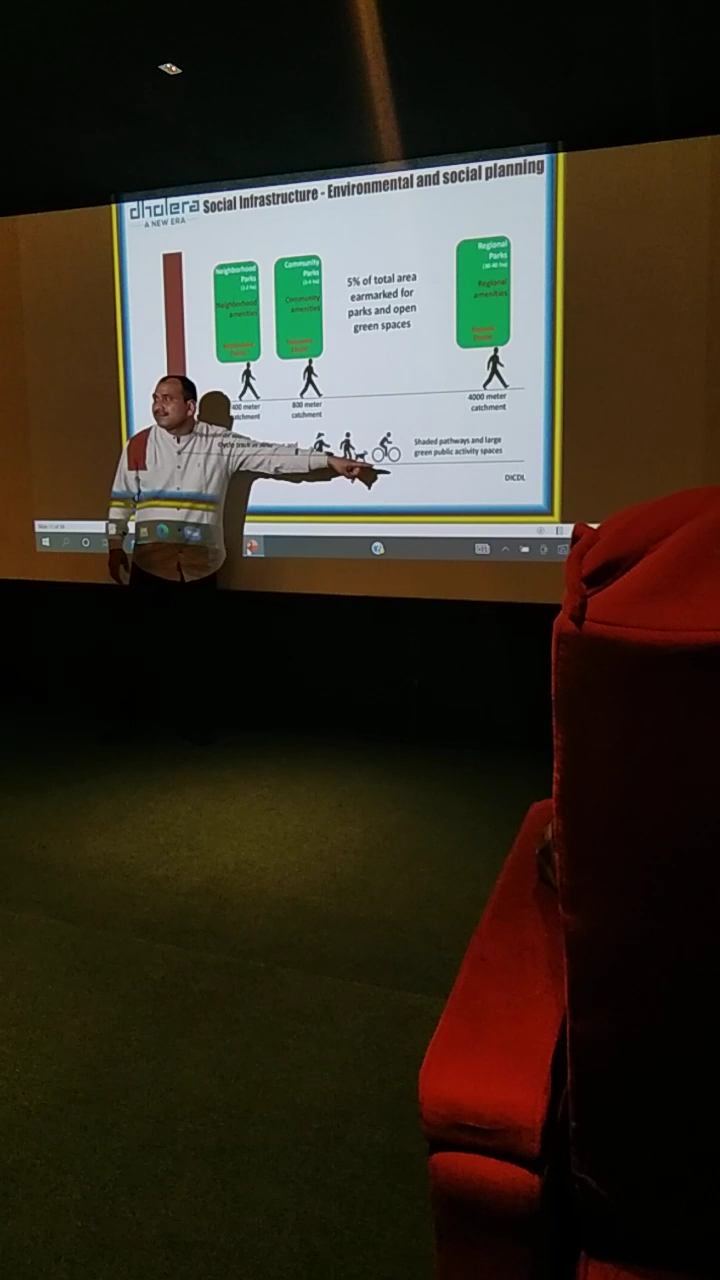 dholera
A NEW ERA
Social Infrastructure - Environmental and social planning
Neighborhood
Parks
Neighborhood
amenities
Community
Parks
Community
amenities
5% of total area
earmarked for
parks and open
green spaces
Regional
Parks
Regional
amenities
400 meter
catchment
800 meter
catchment
4000 meter
catchment
Shaded pathways and large
green public activity spaces
DICDL